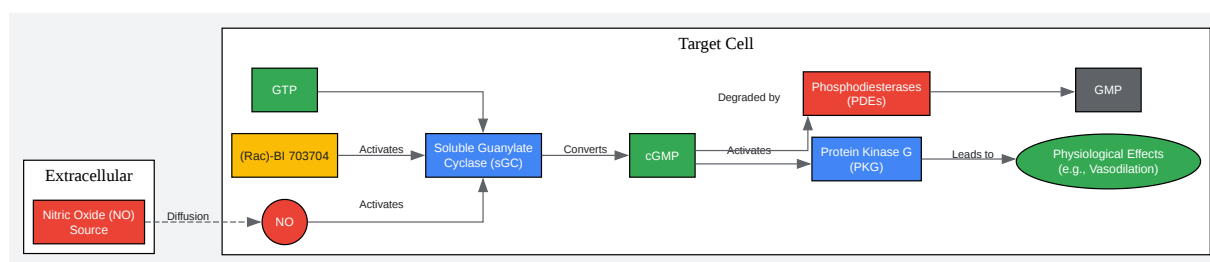 Target Cell
GTP
Degraded by
Phosphodiesterases
(PDEs)
GMP
(Rac)-BI 703704
Activates
Soluble Guanylate
Cyclase (sGC)
Converts
cGMP
Activates
Protein Kinase G
(PKG)
Leads to
Physiological Effects
(e.g., Vasodilation)
Extracellular
Nitric Oxide (NO)
Source
Diffusion
NO
Activates